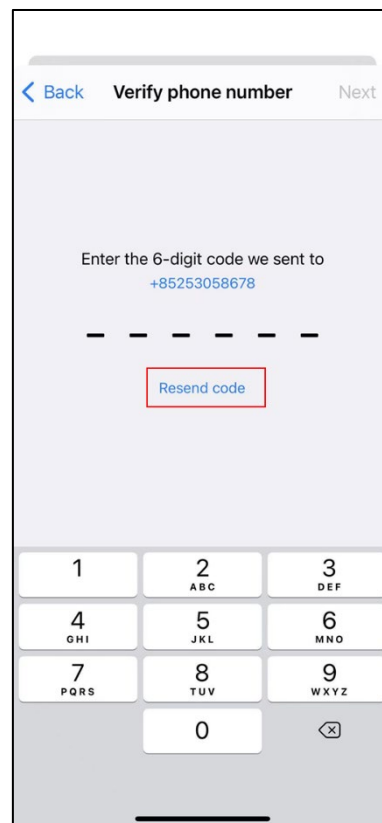 Back Verify phone number Next
Enter the 6-digit code we sent to
+85253058678
Resend code
1 2 3
ABC DEF
4 5 6
GHI JKL MNO
7 8 9
PQRS TUV WXYZ
0